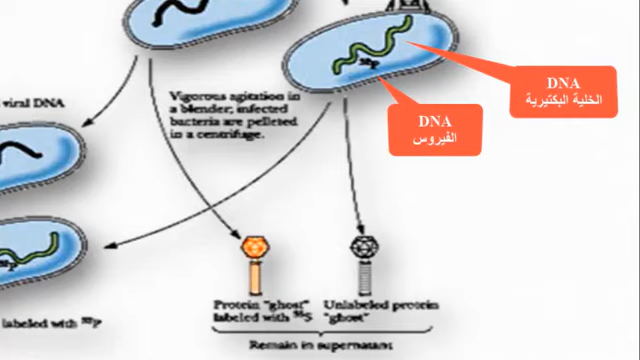 ³²P
DNA
الخلية البكتيرية
viral DNA
Vigorous agitation in
a blender; infected
bacteria are pelleted
in a centrifuge.
DNA
الفيروس
Protein "ghost"
labeled with ³⁵S
Unlabeled protein
"ghost"
labeled with ³²P
Remain in supernatant